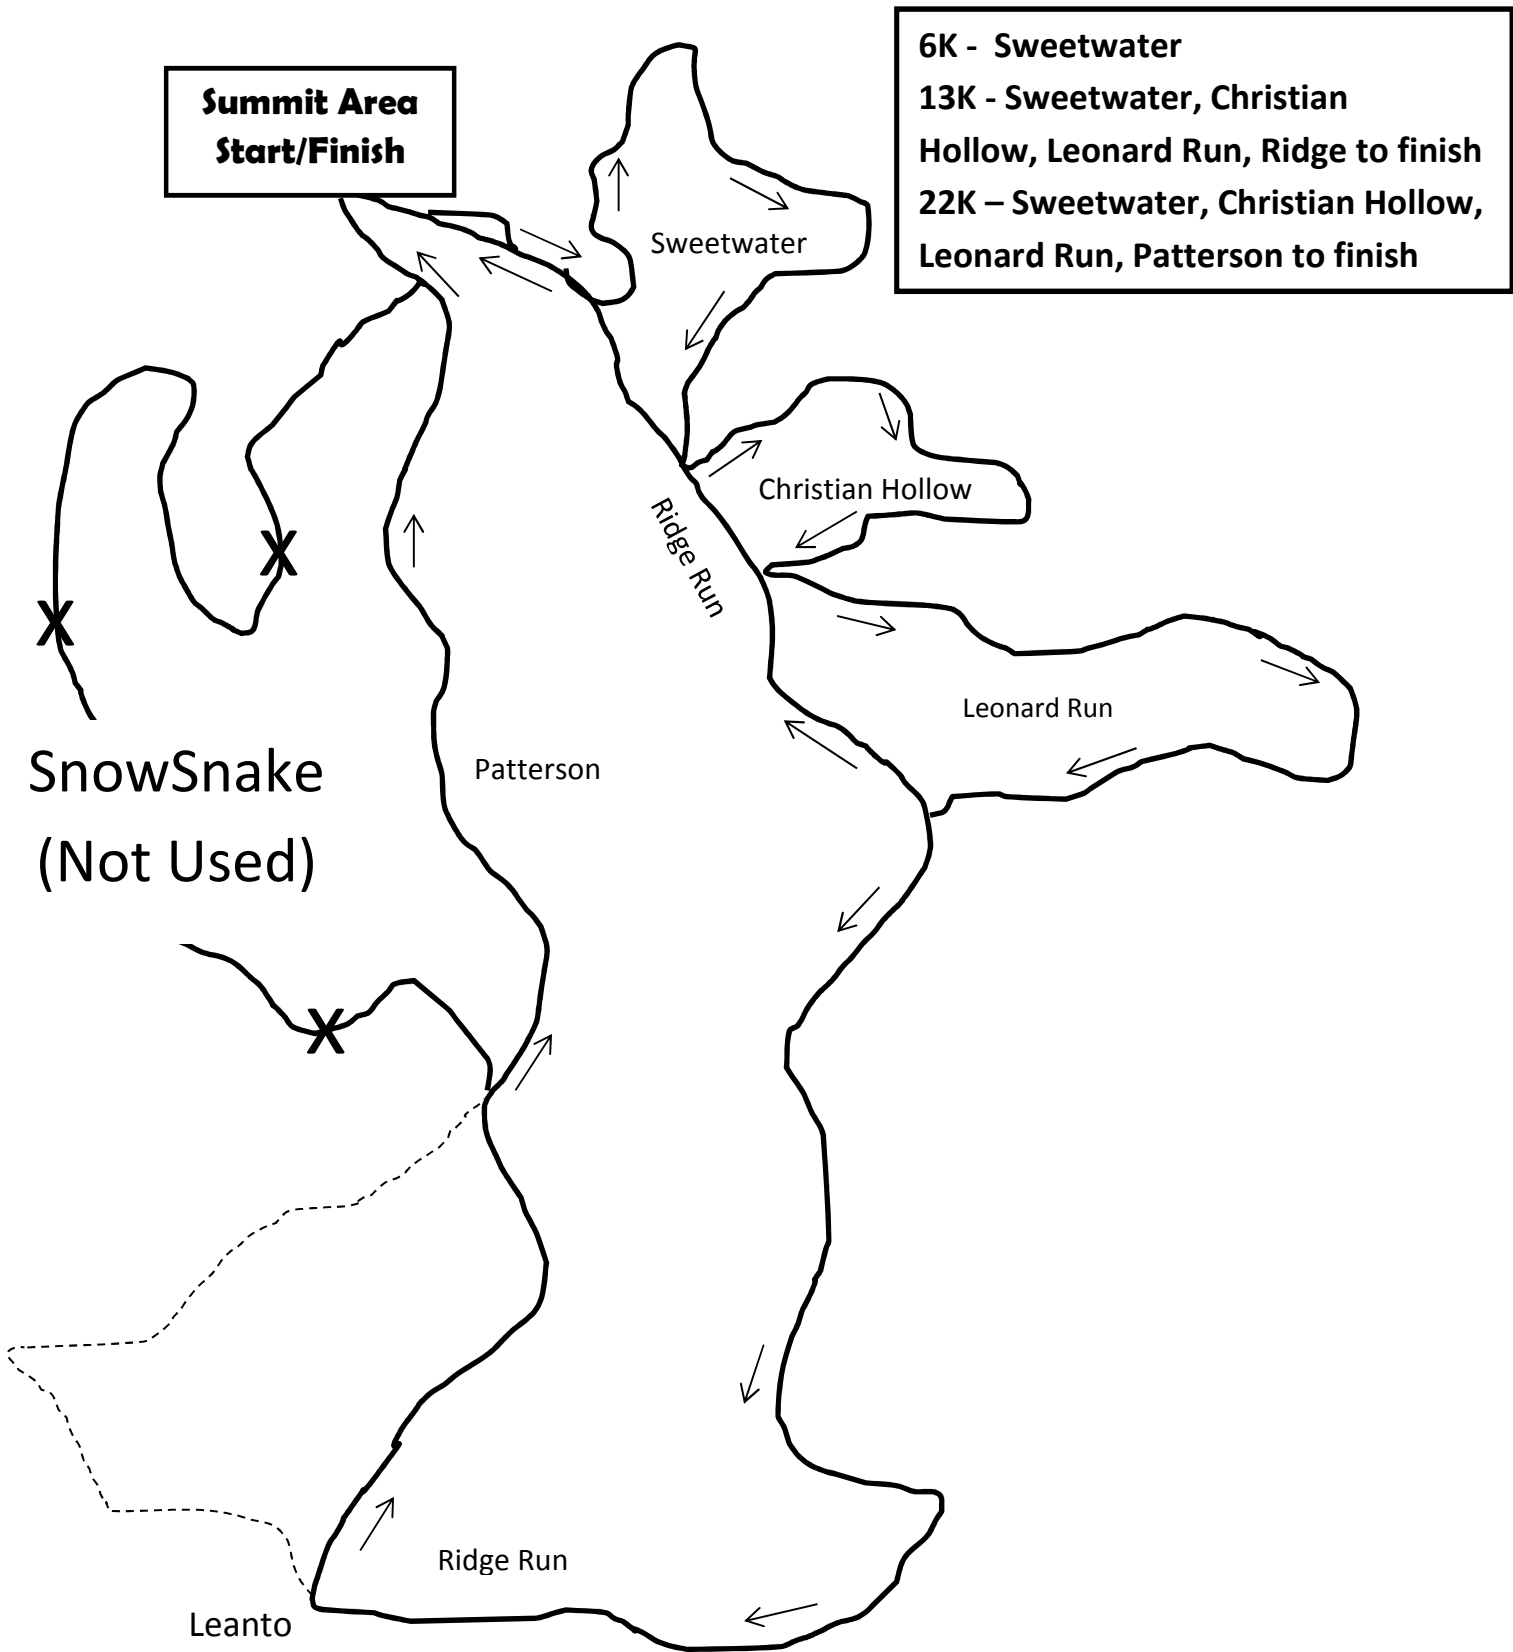 6K - Sweetwater
13K - Sweetwater, Christian
Hollow, Leonard Run, Ridge to finish
22K – Sweetwater, Christian Hollow,
Leonard Run, Patterson to finish
Summit Area
Start/Finish
Sweetwater
Christian Hollow
Ridge Run
X
X
Leonard Run
SnowSnake
(Not Used)
Patterson
X
Ridge Run
Leanto